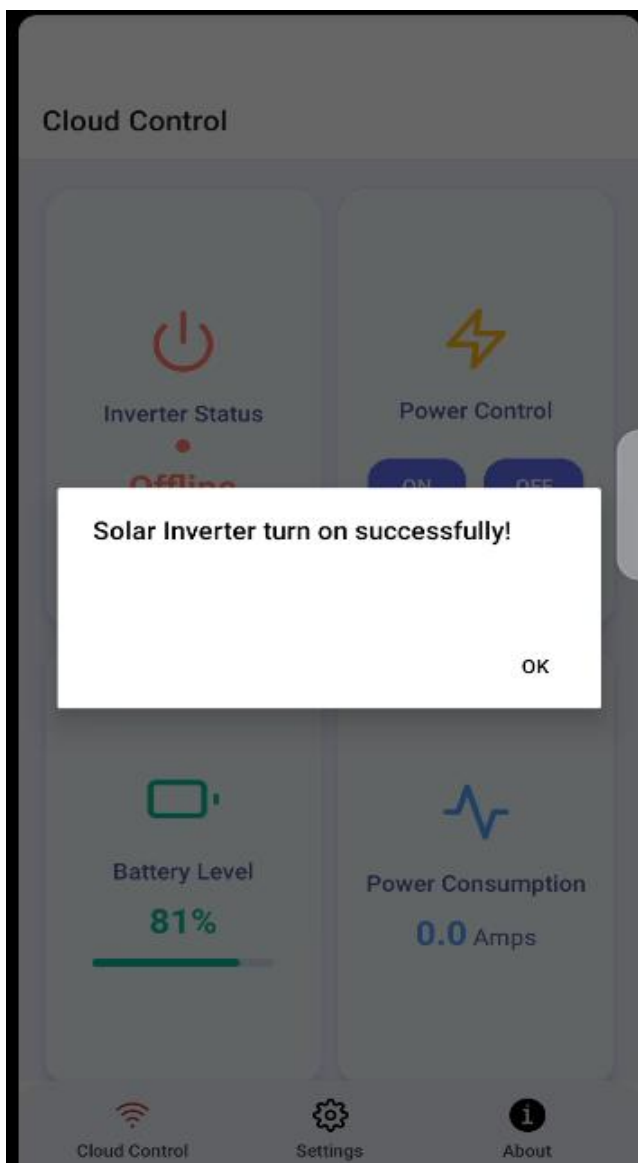 Cloud Control
Inverter Status
Power Control
Offline
ON OFF
Solar Inverter turn on successfully!
OK
Battery Level
81%
Power Consumption
0.0 Amps
Cloud Control
Settings
About